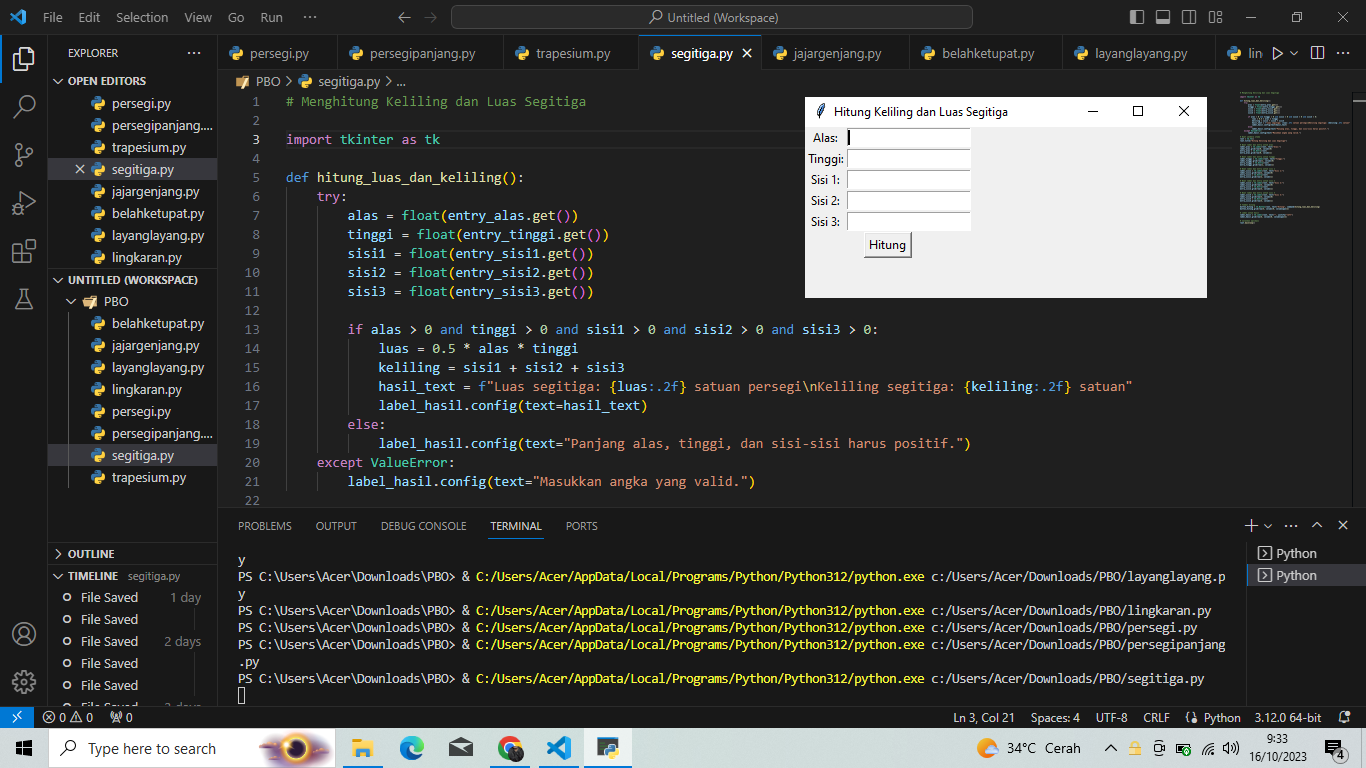 File Edit Selection View Go Run ···
Untitled (Workspace)
EXPLORER ···
OPEN EDITORS
persegi.py
persegipanjang....
trapesium.py
segitiga.py
jajargenjang.py
belahketupat.py
layanglayang.py
lingkaran.py
UNTITLED (WORKSPACE)
PBO
belahketupat.py
jajargenjang.py
layanglayang.py
lingkaran.py
persegi.py
persegipanjang....
segitiga.py
trapesium.py
OUTLINE
TIMELINE segitiga.py
File Saved 1 day
File Saved
File Saved 2 days
File Saved
File Saved
persegi.py persegipanjang.py trapesium.py segitiga.py jajargenjang.py belahketupat.py layanglayang.py lin
PBO > segitiga.py > ...
1 # Menghitung Keliling dan Luas Segitiga
2
3 import tkinter as tk
4
5 def hitung_luas_dan_keliling():
6 try:
7 alas = float(entry_alas.get())
8 tinggi = float(entry_tinggi.get())
9 sisi1 = float(entry_sisi1.get())
10 sisi2 = float(entry_sisi2.get())
11 sisi3 = float(entry_sisi3.get())
12
13 if alas > 0 and tinggi > 0 and sisi1 > 0 and sisi2 > 0 and sisi3 > 0:
14 luas = 0.5 * alas * tinggi
15 keliling = sisi1 + sisi2 + sisi3
16 hasil_text = f"Luas segitiga: {luas:.2f} satuan persegi\nKeliling segitiga: {keliling:.2f} satuan"
17 label_hasil.config(text=hasil_text)
18 else:
19 label_hasil.config(text="Panjang alas, tinggi, dan sisi-sisi harus positif.")
20 except ValueError:
21 label_hasil.config(text="Masukkan angka yang valid.")
22
Hitung Keliling dan Luas Segitiga
Alas:
Tinggi:
Sisi 1:
Sisi 2:
Sisi 3:
Hitung
PROBLEMS OUTPUT DEBUG CONSOLE TERMINAL PORTS
y
PS C:\Users\Acer\Downloads\PBO> & C:/Users/Acer/AppData/Local/Programs/Python/Python312/python.exe c:/Users/Acer/Downloads/PBO/layanglayang.p
y
PS C:\Users\Acer\Downloads\PBO> & C:/Users/Acer/AppData/Local/Programs/Python/Python312/python.exe c:/Users/Acer/Downloads/PBO/lingkaran.py
PS C:\Users\Acer\Downloads\PBO> & C:/Users/Acer/AppData/Local/Programs/Python/Python312/python.exe c:/Users/Acer/Downloads/PBO/persegi.py
PS C:\Users\Acer\Downloads\PBO> & C:/Users/Acer/AppData/Local/Programs/Python/Python312/python.exe c:/Users/Acer/Downloads/PBO/persegipanjang
.py
PS C:\Users\Acer\Downloads\PBO> & C:/Users/Acer/AppData/Local/Programs/Python/Python312/python.exe c:/Users/Acer/Downloads/PBO/segitiga.py
Python
Python
0 0 0
Ln 3, Col 21 Spaces: 4 UTF-8 CRLF Python 3.12.0 64-bit
Type here to search
34°C Cerah
9:33
16/10/2023
4